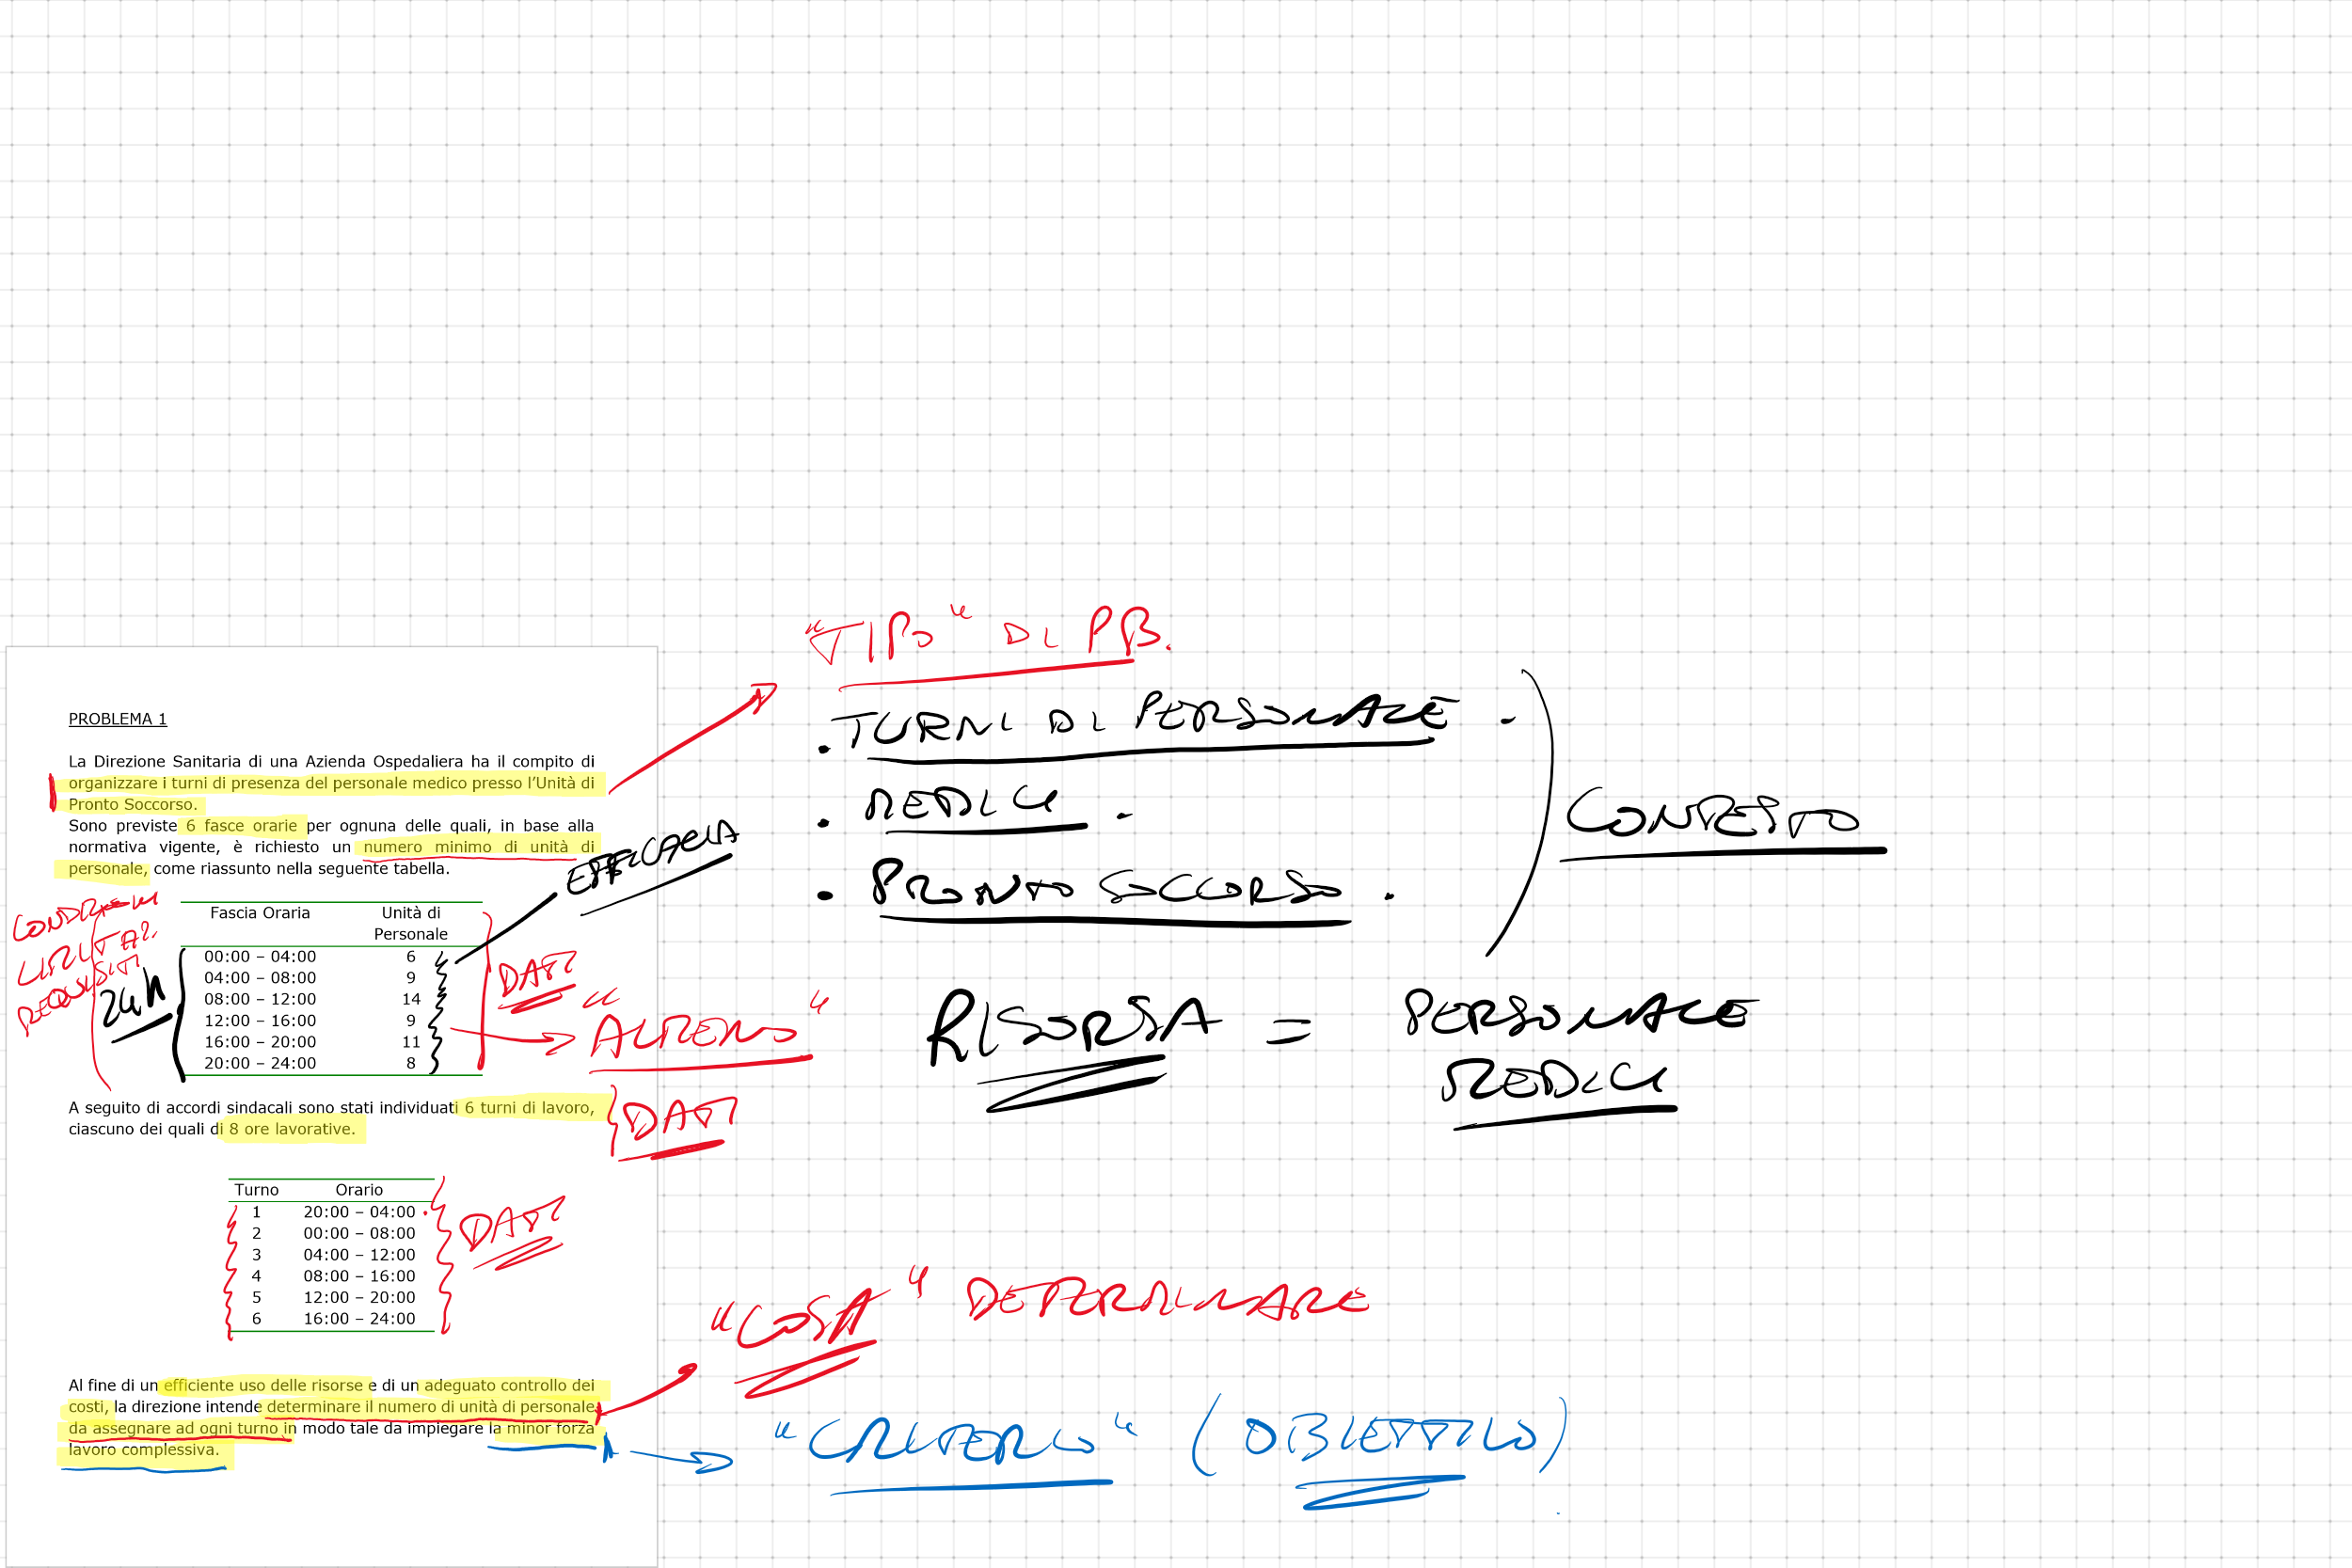 "TIPO" DI PB.
. TURNI DI PERSONALE .
. MEDICI .
. PRONTO SOCCORSO .
CONTESTO
RISORSA = PERSONALE
MEDICI
PROBLEMA 1
La Direzione Sanitaria di una Azienda Ospedaliera ha il compito di
organizzare i turni di presenza del personale medico presso l'Unità di
Pronto Soccorso.
Sono previste 6 fasce orarie per ognuna delle quali, in base alla
normativa vigente, è richiesto un numero minimo di unità di
personale, come riassunto nella seguente tabella.
EFFICACIA
CONDIZIONI
LIMITAZ.
REQUISITI
24h
Fascia Oraria Unità di
Personale
00:00 – 04:00 6
04:00 – 08:00 9
08:00 – 12:00 14
12:00 – 16:00 9
16:00 – 20:00 11
20:00 – 24:00 8
DATI
"ALMENO"
A seguito di accordi sindacali sono stati individuati 6 turni di lavoro,
ciascuno dei quali di 8 ore lavorative.
DATI
Turno Orario
1 20:00 – 04:00
2 00:00 – 08:00
3 04:00 – 12:00
4 08:00 – 16:00
5 12:00 – 20:00
6 16:00 – 24:00
DATI
Al fine di un efficiente uso delle risorse e di un adeguato controllo dei
costi, la direzione intende determinare il numero di unità di personale
da assegnare ad ogni turno in modo tale da impiegare la minor forza
lavoro complessiva.
"COSA" DETERMINARE
"CRITERIO" (OBIETTIVO)